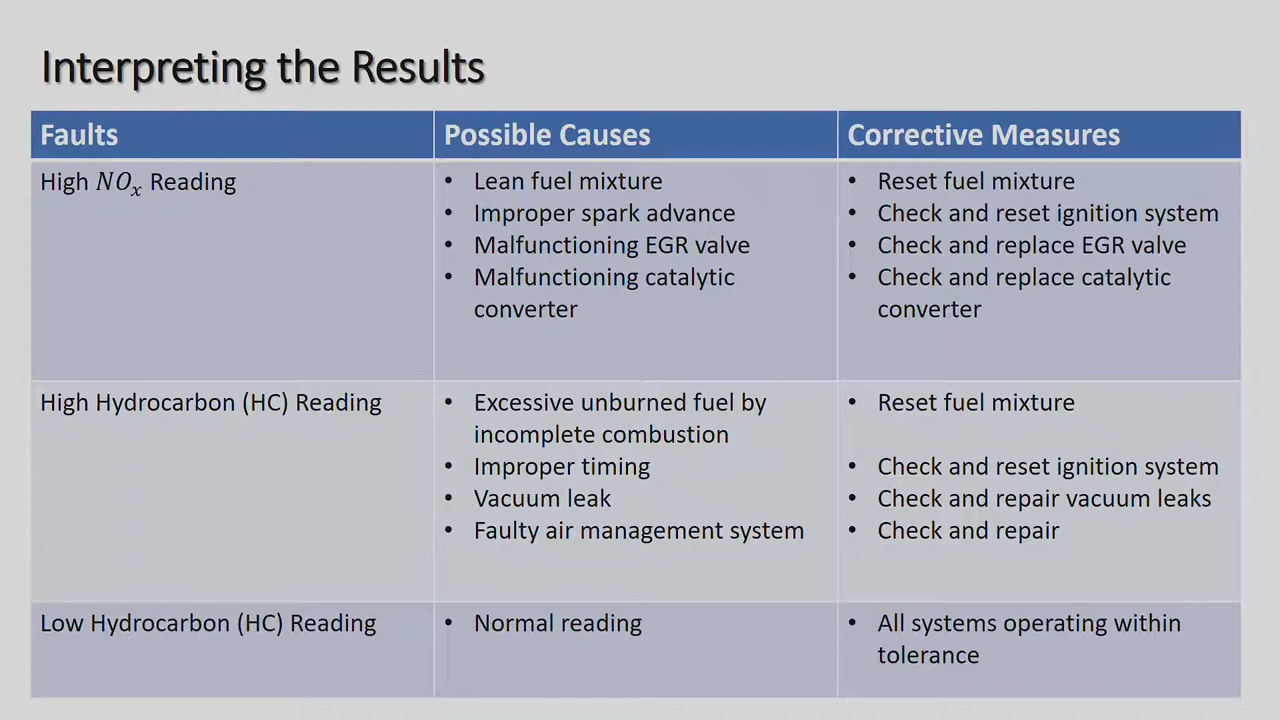 Interpreting the Results
Faults
Possible Causes
Corrective Measures
High NOx Reading
• Lean fuel mixture
• Improper spark advance
• Malfunctioning EGR valve
• Malfunctioning catalytic
converter
• Reset fuel mixture
• Check and reset ignition system
• Check and replace EGR valve
• Check and replace catalytic
converter
High Hydrocarbon (HC) Reading
• Excessive unburned fuel by
incomplete combustion
• Improper timing
• Vacuum leak
• Faulty air management system
• Reset fuel mixture
• Check and reset ignition system
• Check and repair vacuum leaks
• Check and repair
Low Hydrocarbon (HC) Reading
• Normal reading
• All systems operating within
tolerance